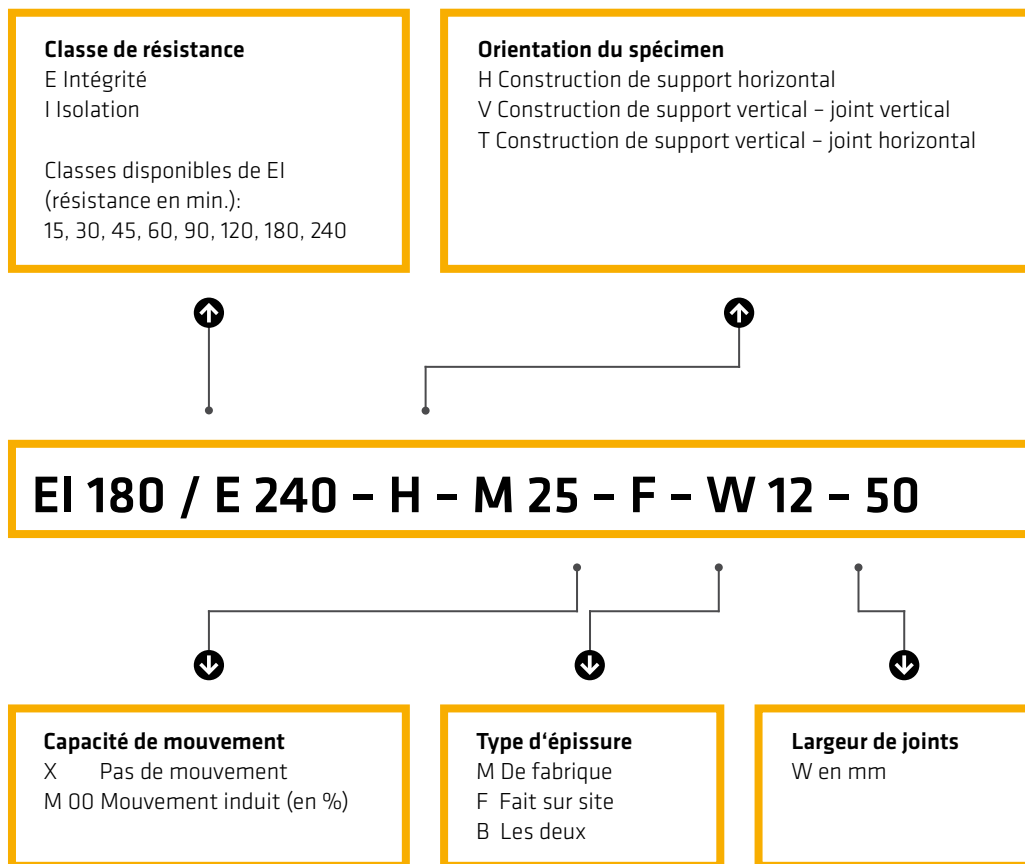 Classe de résistance
E Intégrité
I Isolation
Classes disponibles de EI
(résistance en min.):
15, 30, 45, 60, 90, 120, 180, 240
Orientation du spécimen
H Construction de support horizontal
V Construction de support vertical – joint vertical
T Construction de support vertical – joint horizontal
EI 180 / E 240 – H – M 25 – F – W 12 – 50
Capacité de mouvement
X Pas de mouvement
M 00 Mouvement induit (en %)
Type d‘épissure
M De fabrique
F Fait sur site
B Les deux
Largeur de joints
W en mm